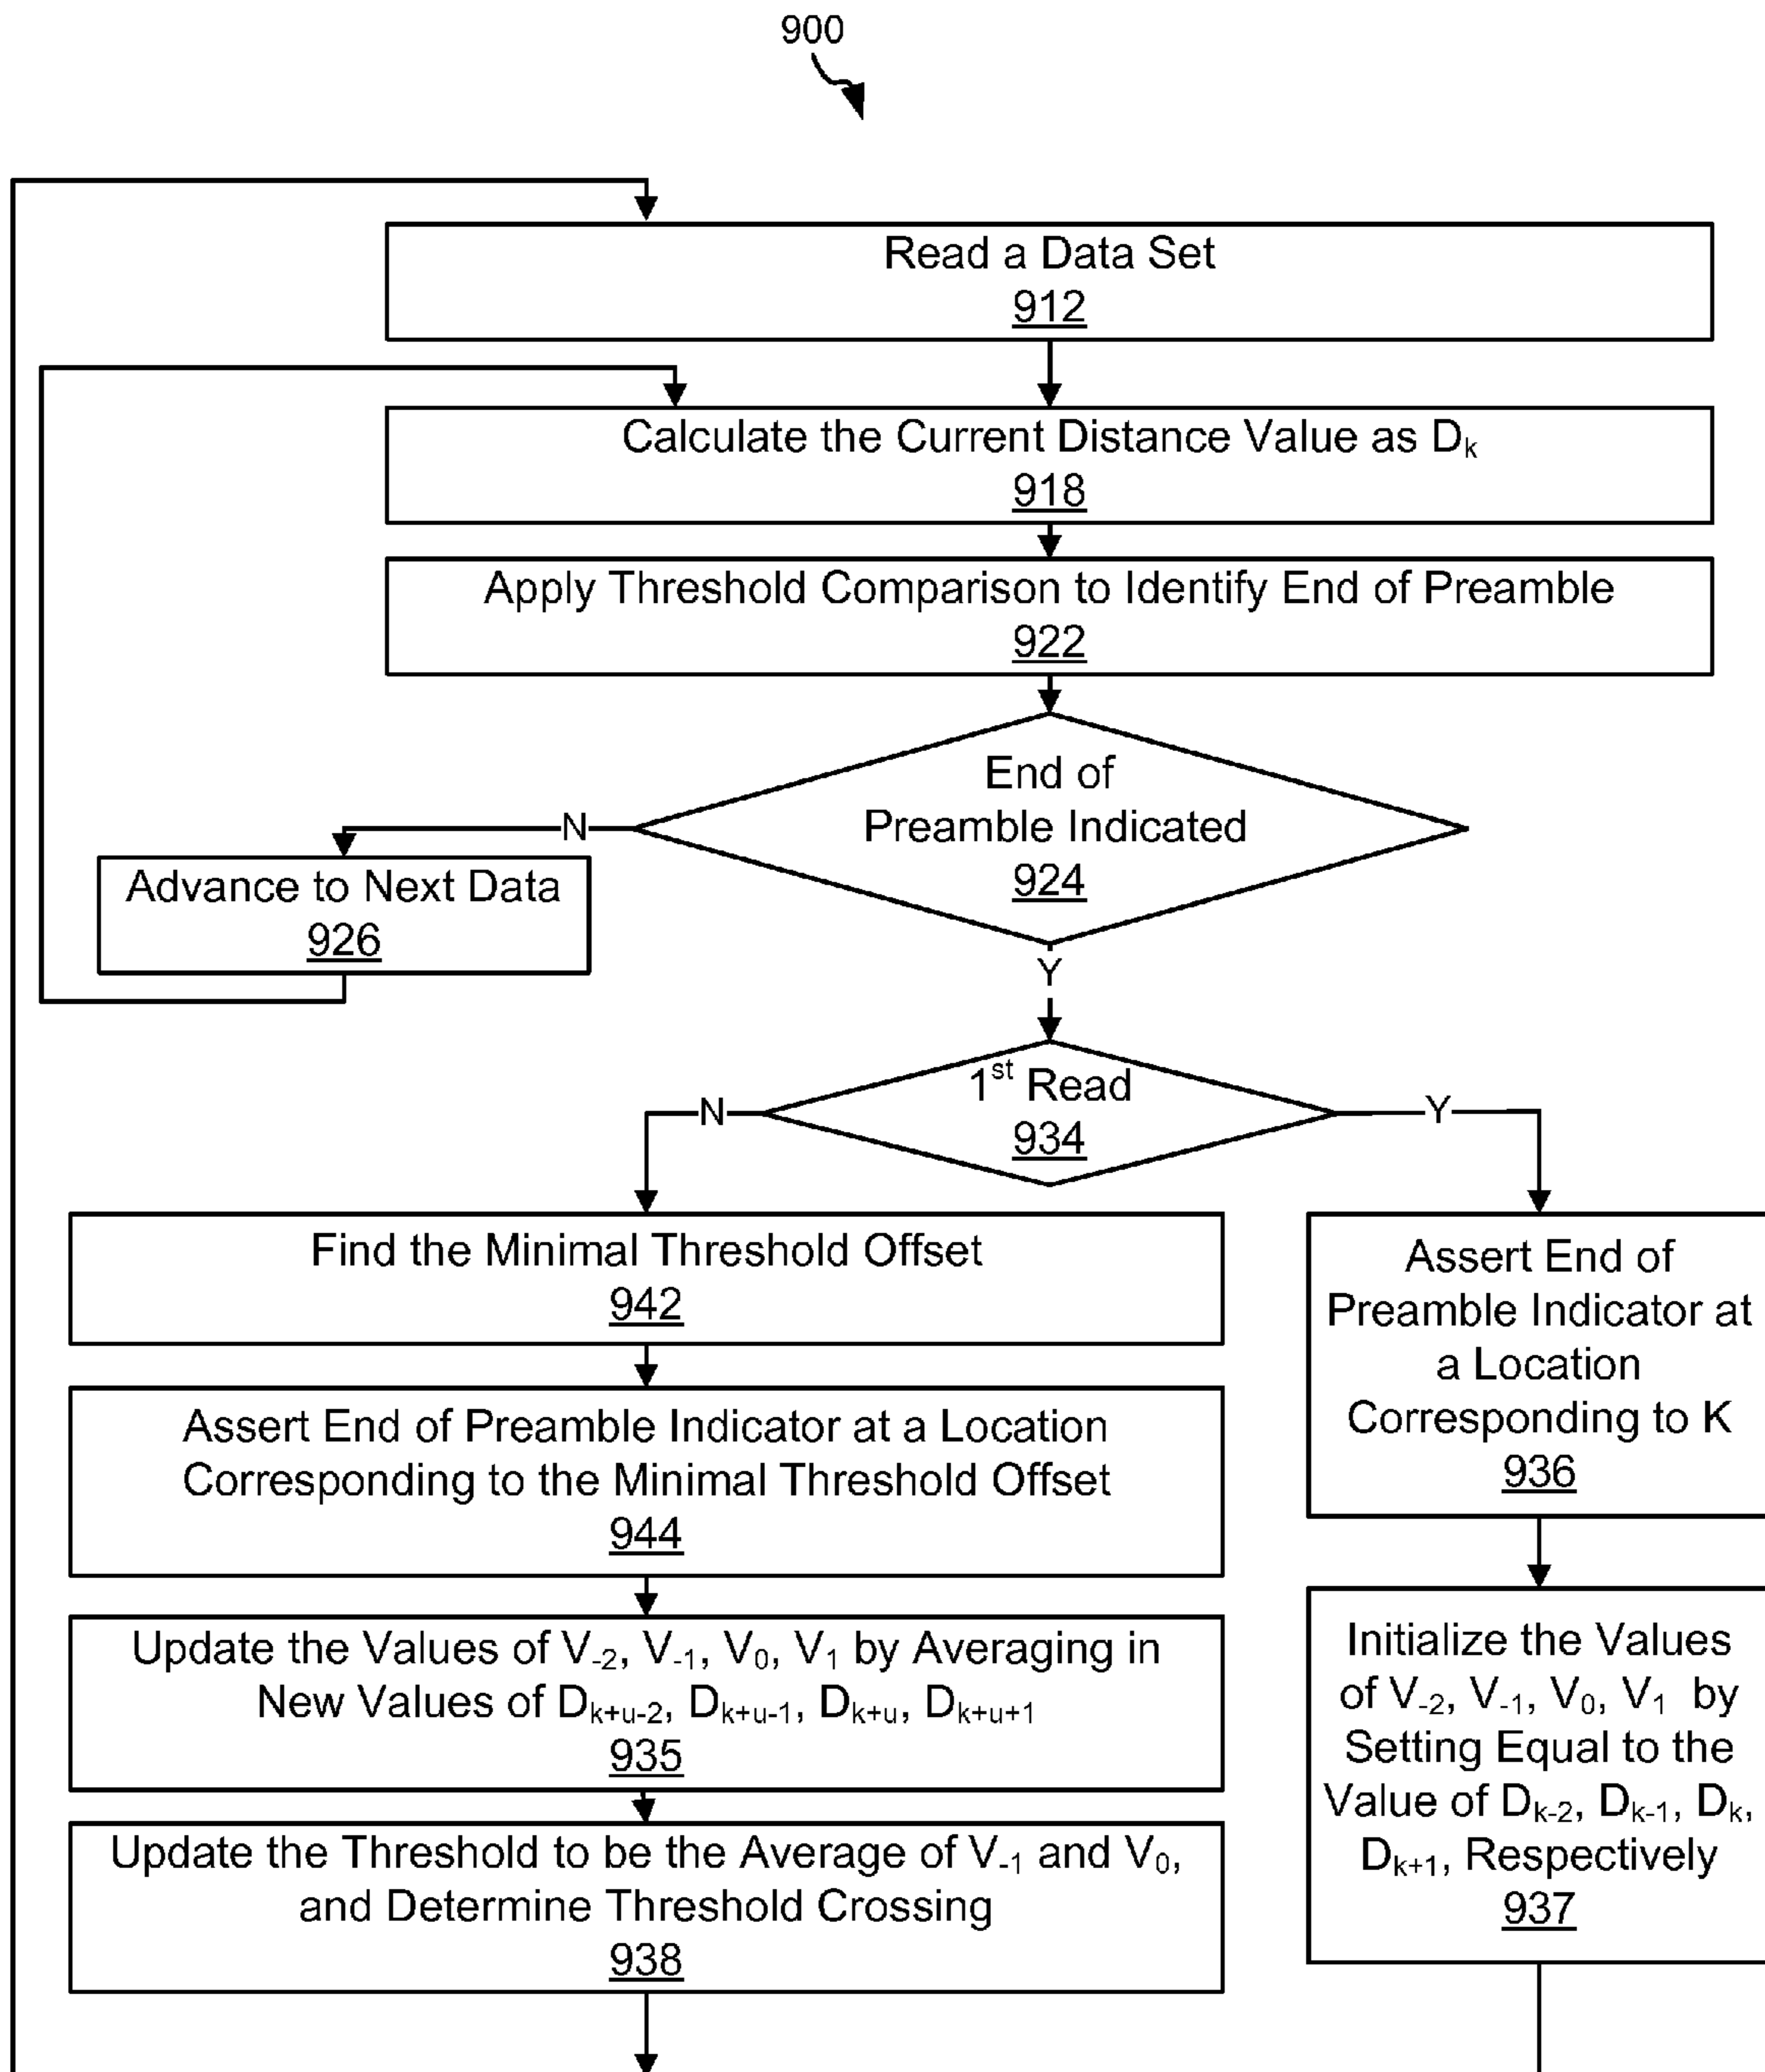 900
Read a Data Set
912
Calculate the Current Distance Value as Dₖ
918
Apply Threshold Comparison to Identify End of Preamble
922
End of
Preamble Indicated
924
N
Advance to Next Data
926
Y
1ˢᵗ Read
934
N
Y
Find the Minimal Threshold Offset
942
Assert End of Preamble Indicator at a Location
Corresponding to the Minimal Threshold Offset
944
Update the Values of V₋₂, V₋₁, V₀, V₁ by Averaging in
New Values of Dₖ₊ᵤ₋₂, Dₖ₊ᵤ₋₁, Dₖ₊ᵤ, Dₖ₊ᵤ₊₁
935
Update the Threshold to be the Average of V₋₁ and V₀,
and Determine Threshold Crossing
938
Assert End of
Preamble Indicator at
a Location
Corresponding to K
936
Initialize the Values
of V₋₂, V₋₁, V₀, V₁ by
Setting Equal to the
Value of Dₖ₋₂, Dₖ₋₁, Dₖ,
Dₖ₊₁, Respectively
937